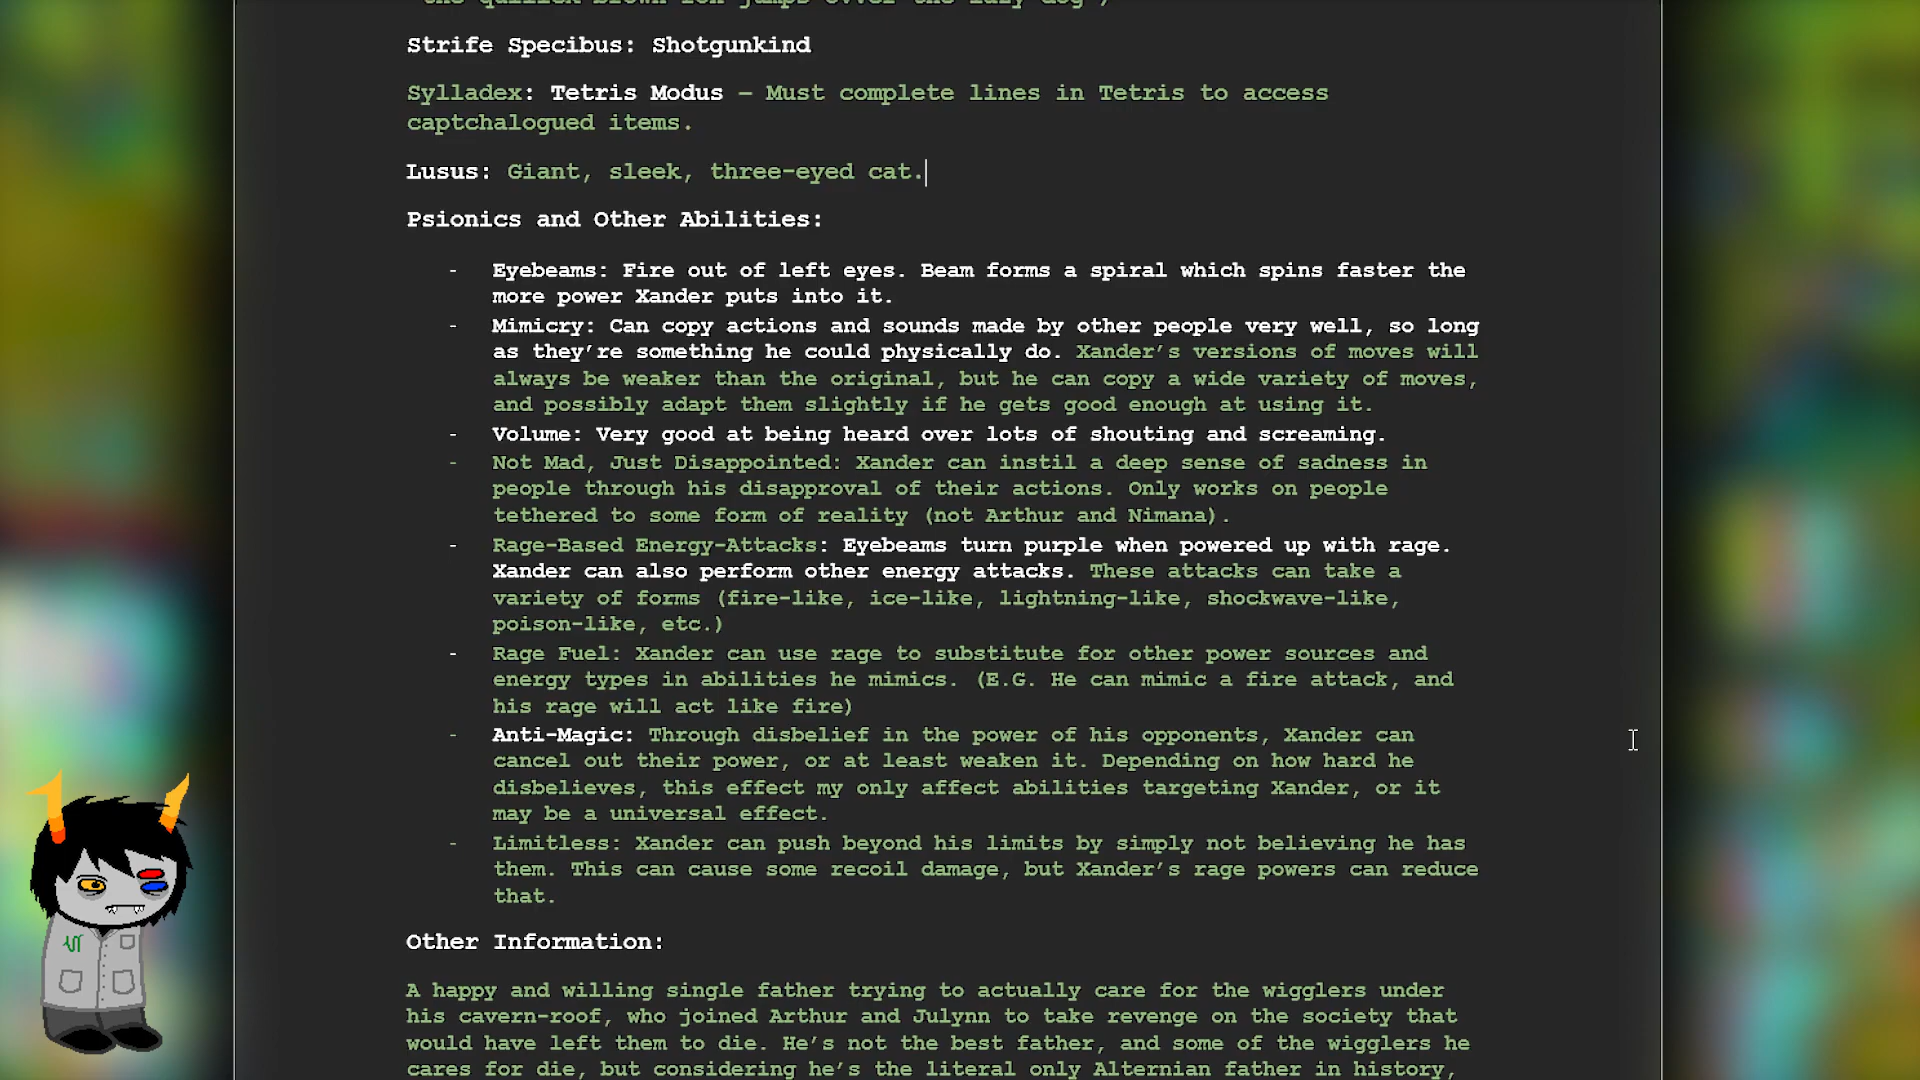 Strife Specibus: Shotgunkind
Sylladex: Tetris Modus – Must complete lines in Tetris to access
captchalogued items.
Lusus: Giant, sleek, three-eyed cat.
Psionics and Other Abilities:
- Eyebeams: Fire out of left eyes. Beam forms a spiral which spins faster the
more power Xander puts into it.
- Mimicry: Can copy actions and sounds made by other people very well, so long
as they're something he could physically do. Xander's versions of moves will
always be weaker than the original, but he can copy a wide variety of moves,
and possibly adapt them slightly if he gets good enough at using it.
- Volume: Very good at being heard over lots of shouting and screaming.
- Not Mad, Just Disappointed: Xander can instil a deep sense of sadness in
people through his disapproval of their actions. Only works on people
tethered to some form of reality (not Arthur and Nimana).
- Rage-Based Energy-Attacks: Eyebeams turn purple when powered up with rage.
Xander can also perform other energy attacks. These attacks can take a
variety of forms (fire-like, ice-like, lightning-like, shockwave-like,
poison-like, etc.)
- Rage Fuel: Xander can use rage to substitute for other power sources and
energy types in abilities he mimics. (E.G. He can mimic a fire attack, and
his rage will act like fire)
- Anti-Magic: Through disbelief in the power of his opponents, Xander can
cancel out their power, or at least weaken it. Depending on how hard he
disbelieves, this effect my only affect abilities targeting Xander, or it
may be a universal effect.
- Limitless: Xander can push beyond his limits by simply not believing he has
them. This can cause some recoil damage, but Xander's rage powers can reduce
that.
Other Information:
A happy and willing single father trying to actually care for the wigglers under
his cavern-roof, who joined Arthur and Julynn to take revenge on the society that
would have left them to die. He's not the best father, and some of the wigglers he
cares for die, but considering he's the literal only Alternian father in history,